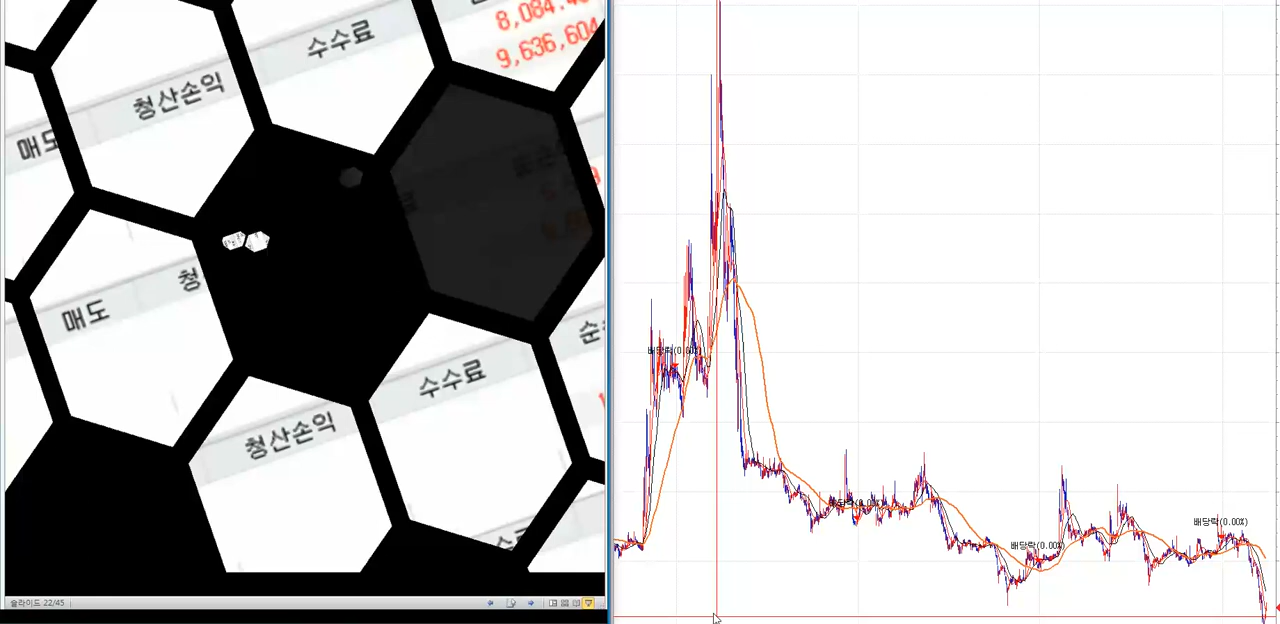 8,084.4
수수료
9,636,604
청산손익
매도
청
매도
수수료
청산손익
슬라이드 22/45
배당락(0.00%)
배당락(0.00%)
배당락(0.00%)
배당락(0.00%)